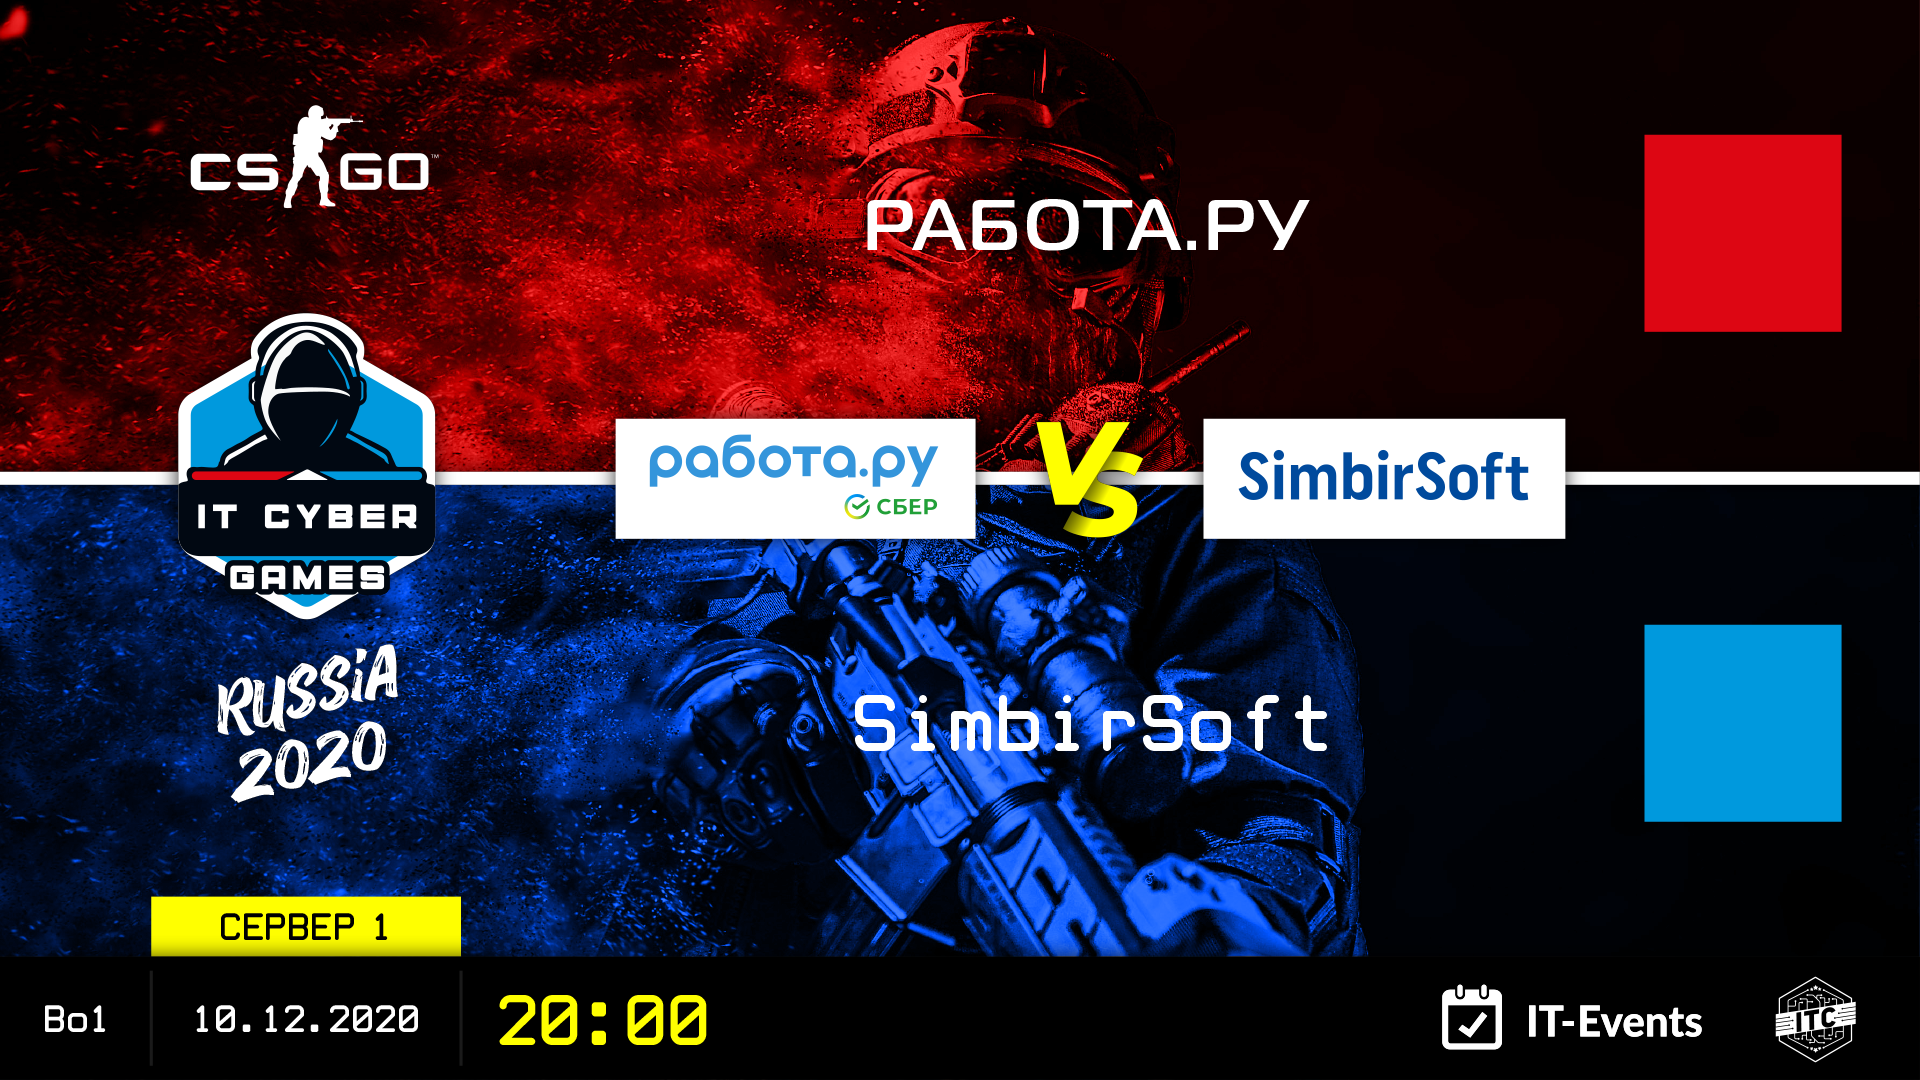 CS GO™
РАБОТА.РУ
работа.ру
СБЕР
VS
SimbirSoft
IT CYBER
GAMES
RUSSiA
2020
SimbirSoft
СЕРВЕР 1
Bo1
10.12.2020
20:00
IT-Events
ITC